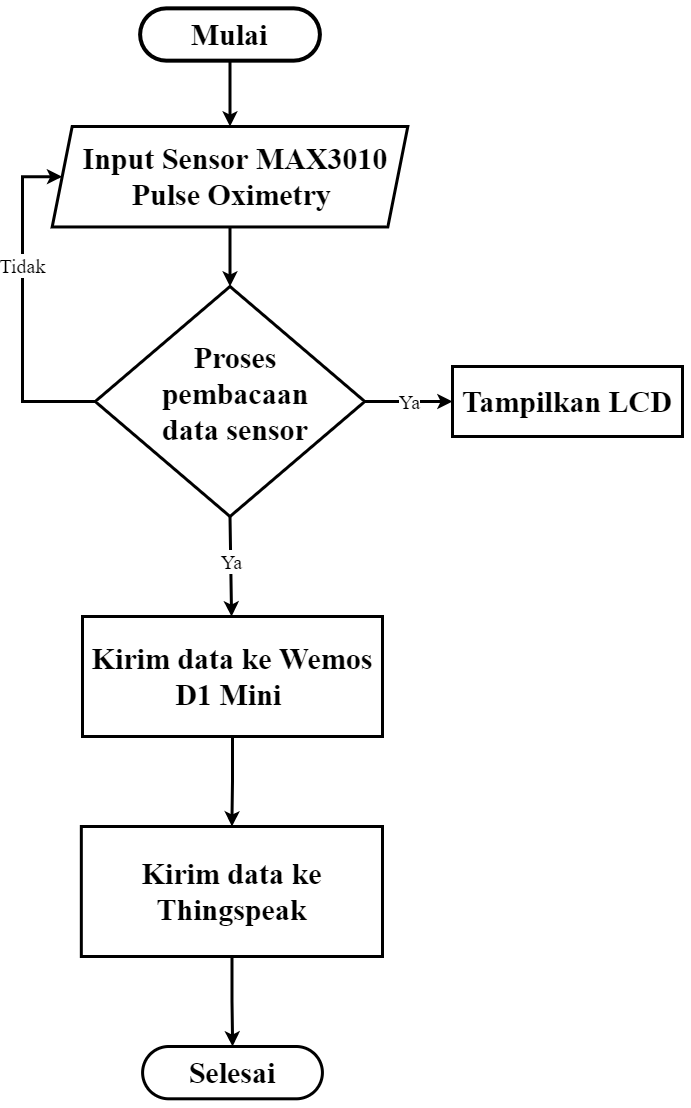 Mulai
Input Sensor MAX3010
Pulse Oximetry
Tidak
Proses
pembacaan
data sensor
Ya
Tampilkan LCD
Ya
Kirim data ke Wemos
D1 Mini
Kirim data ke
Thingspeak
Selesai